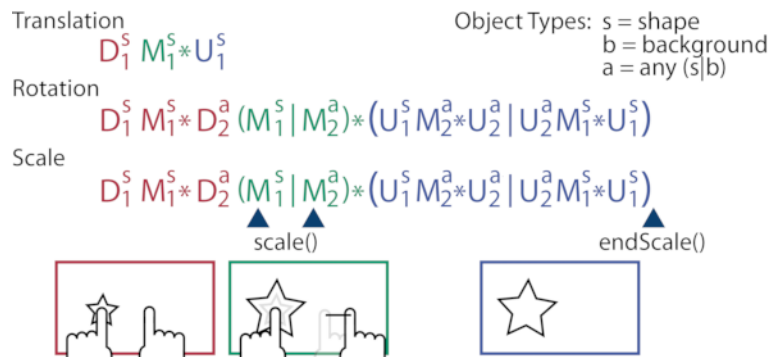 Translation
D₁ˢ M₁ˢ* U₁ˢ
Object Types: s = shape
b = background
a = any (s|b)
Rotation
D₁ˢ M₁ˢ* D₂ᵃ (M₁ˢ|M₂ᵃ)* (U₁ˢ M₂ᵃ* U₂ᵃ | U₂ᵃ M₁ˢ* U₁ˢ)
Scale
D₁ˢ M₁ˢ* D₂ᵃ (M₁ˢ|M₂ᵃ)* (U₁ˢ M₂ᵃ* U₂ᵃ | U₂ᵃ M₁ˢ* U₁ˢ)
scale() endScale()